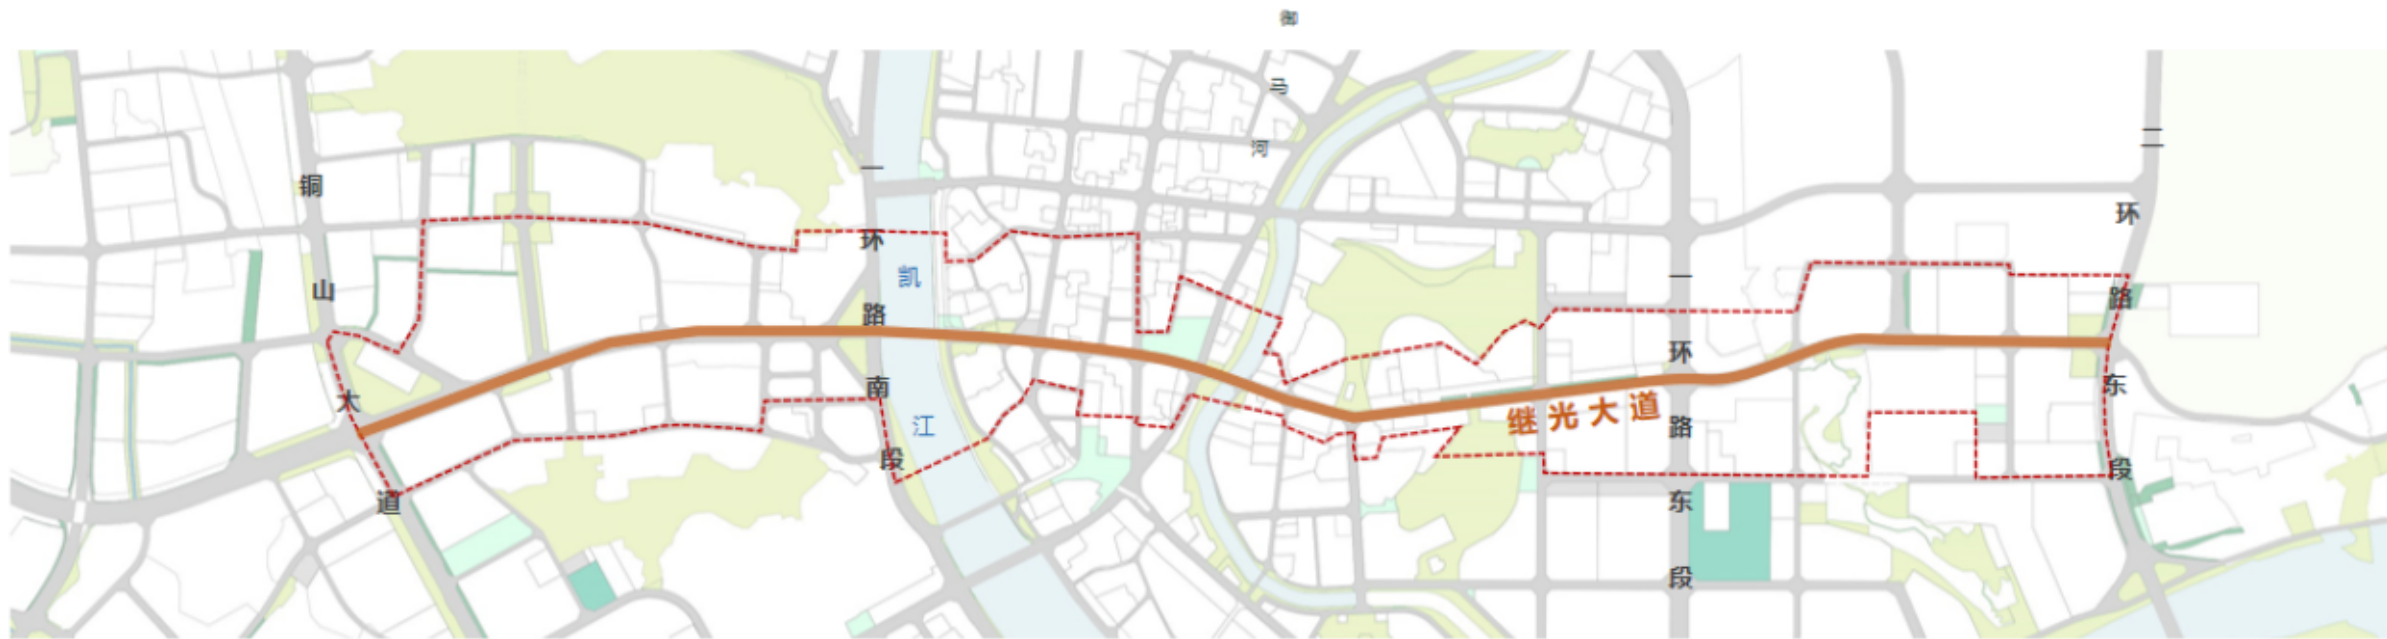 铜山大道
一环路南段
凯江
御马河
继光大道
一环路东段
二环路东段